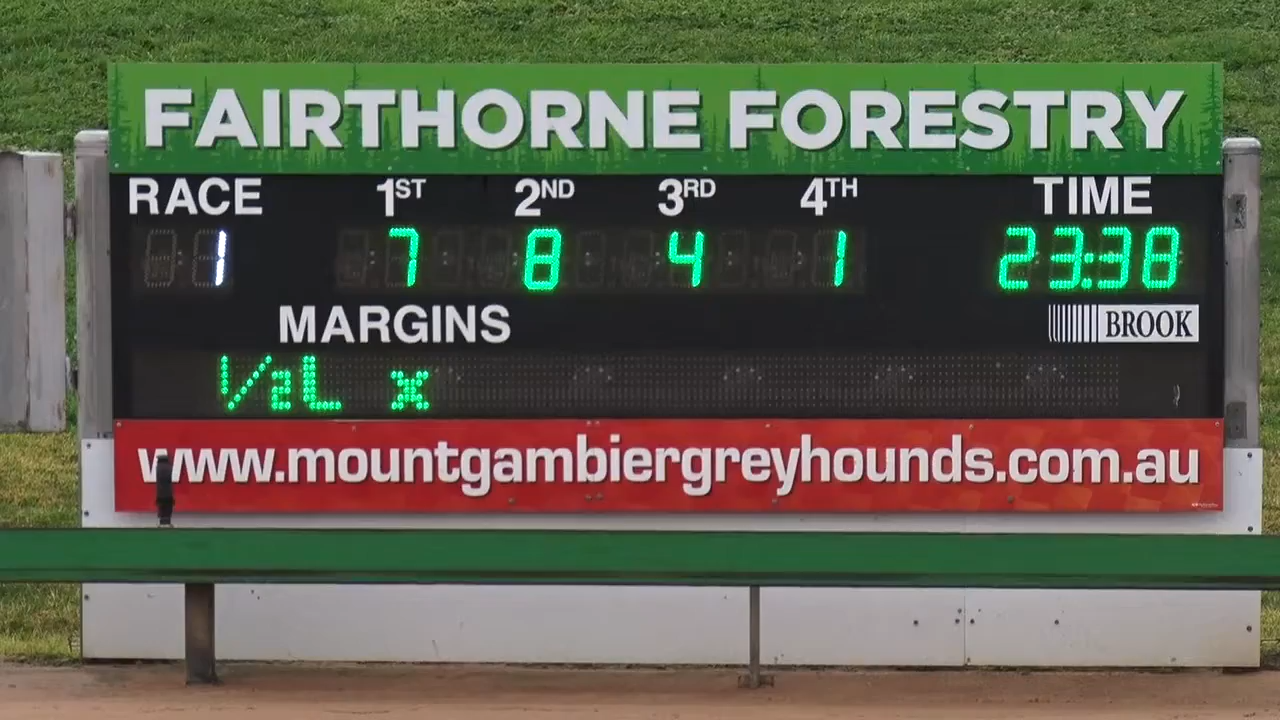 FAIRTHORNE FORESTRY
RACE 1ST 2ND 3RD 4TH TIME
1 7 8 4 1 23:38
MARGINS BROOK
1/2L x
www.mountgambiergreyhounds.com.au